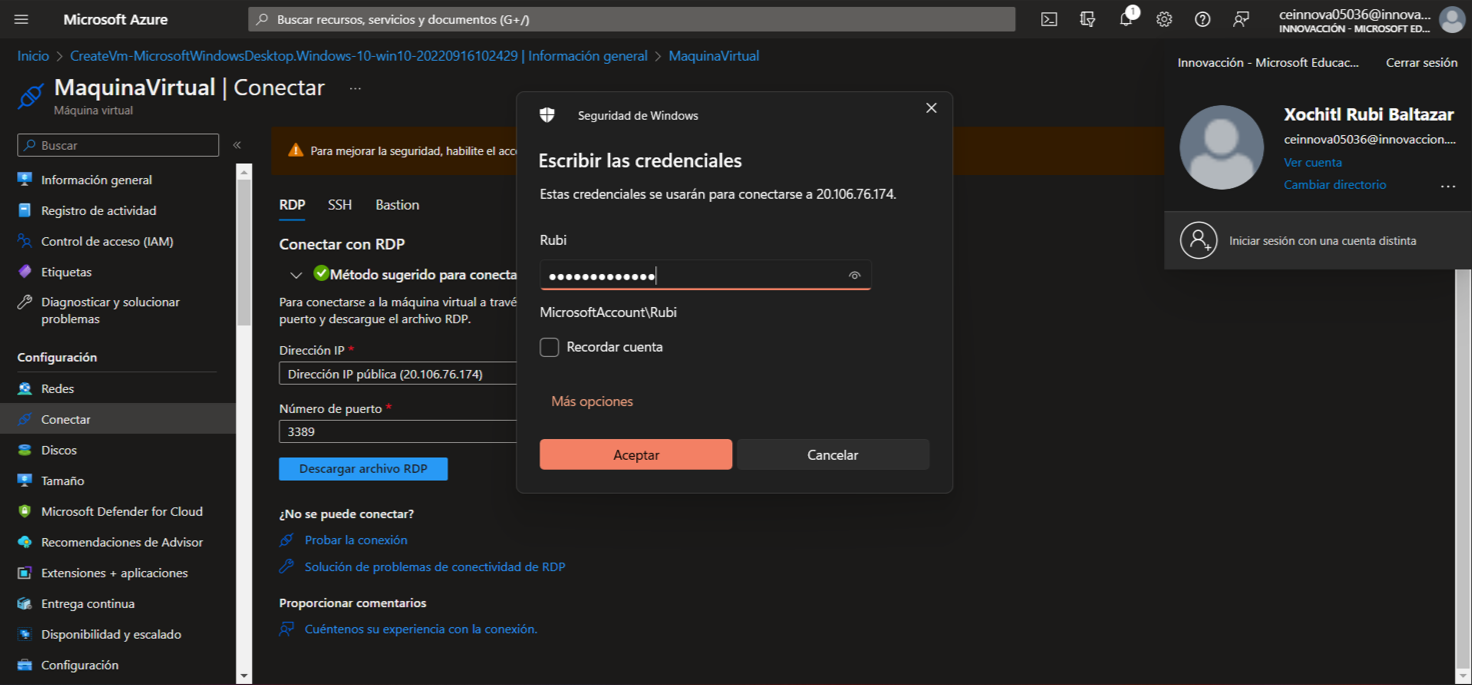 Microsoft Azure
Buscar recursos, servicios y documentos (G+/)
1
ceinnova05036@innova...
INNOVACCIÓN - MICROSOFT ED...
Inicio > CreateVm-MicrosoftWindowsDesktop.Windows-10-win10-20220916102429 | Información general > MaquinaVirtual
MaquinaVirtual | Conectar ...
Máquina virtual
Buscar
«
Información general
Registro de actividad
Control de acceso (IAM)
Etiquetas
Diagnosticar y solucionar
problemas
Configuración
Redes
Conectar
Discos
Tamaño
Microsoft Defender for Cloud
Recomendaciones de Advisor
Extensiones + aplicaciones
Entrega continua
Disponibilidad y escalado
Configuración
Para mejorar la seguridad, habilite el acc
RDP SSH Bastion
Conectar con RDP
Método sugerido para conecta
Para conectarse a la máquina virtual a travé
puerto y descargue el archivo RDP.
Dirección IP *
Dirección IP pública (20.106.76.174)
Número de puerto *
3389
Descargar archivo RDP
¿No se puede conectar?
Probar la conexión
Solución de problemas de conectividad de RDP
Proporcionar comentarios
Cuéntenos su experiencia con la conexión.
Seguridad de Windows
Escribir las credenciales
Estas credenciales se usarán para conectarse a 20.106.76.174.
Rubi
•••••••••••••
MicrosoftAccount\Rubi
Recordar cuenta
Más opciones
Aceptar
Cancelar
Innovacción - Microsoft Educac...
Cerrar sesión
Xochitl Rubi Baltazar
ceinnova05036@innovaccion....
Ver cuenta
Cambiar directorio
...
Iniciar sesión con una cuenta distinta